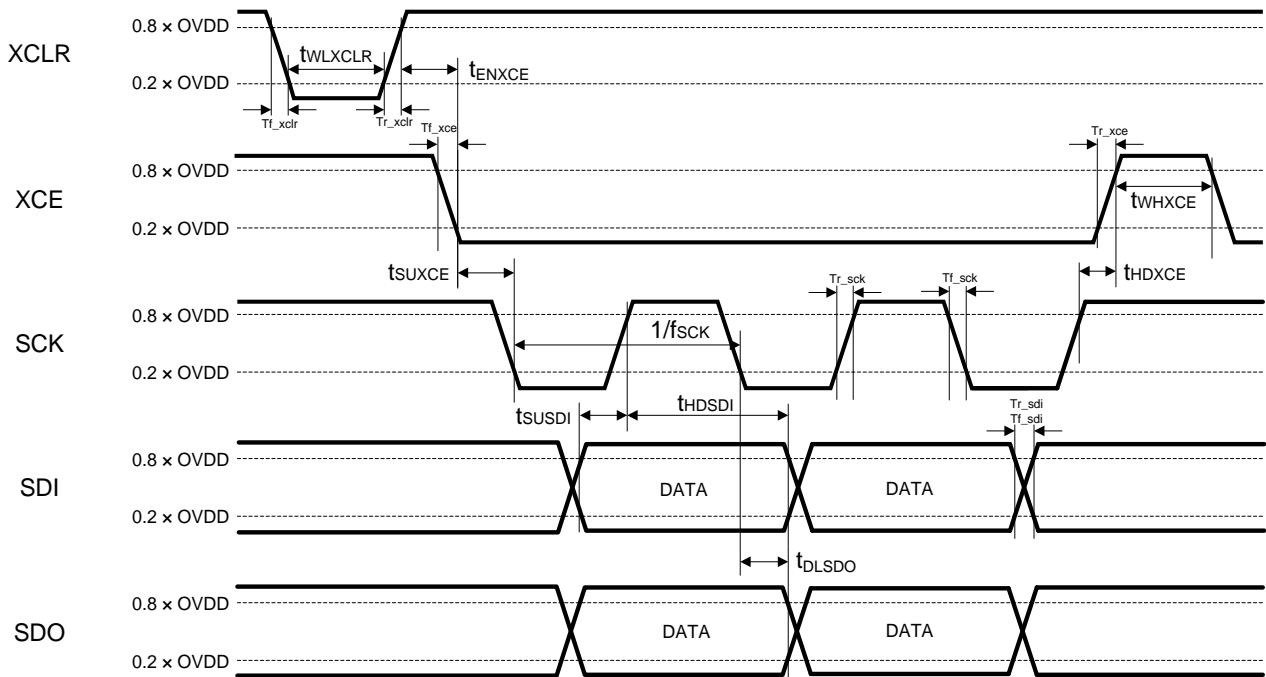 XCLR
0.8 × OVDD
0.2 × OVDD
tWLXCLR
tENXCE
Tf_xclr
Tr_xclr
Tf_xce
Tr_xce
XCE
0.8 × OVDD
0.2 × OVDD
tWHXCE
tSUXCE
tHDXCE
Tr_sck
Tf_sck
SCK
0.8 × OVDD
0.2 × OVDD
1/fSCK
tSUSDI
tHDSDI
Tr_sdi
Tf_sdi
SDI
0.8 × OVDD
0.2 × OVDD
DATA
DATA
tDLSDO
SDO
0.8 × OVDD
0.2 × OVDD
DATA
DATA